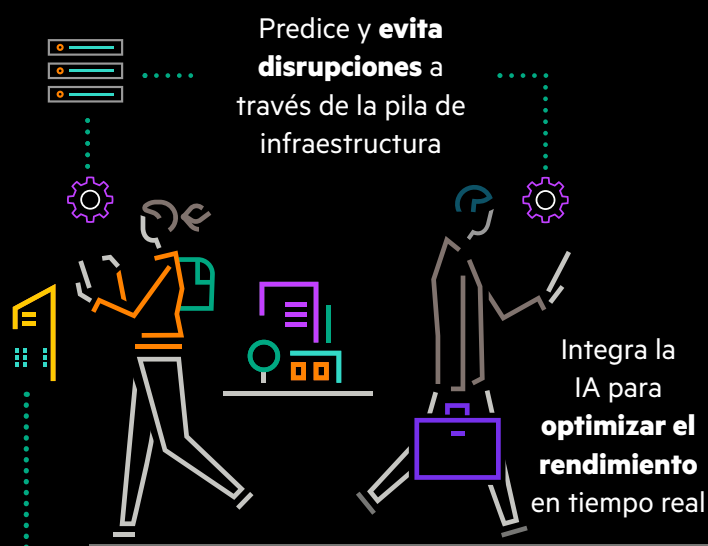 Predice y evita
disrupciones a
través de la pila de
infraestructura
Integra la
IA para
optimizar el
rendimiento
en tiempo real